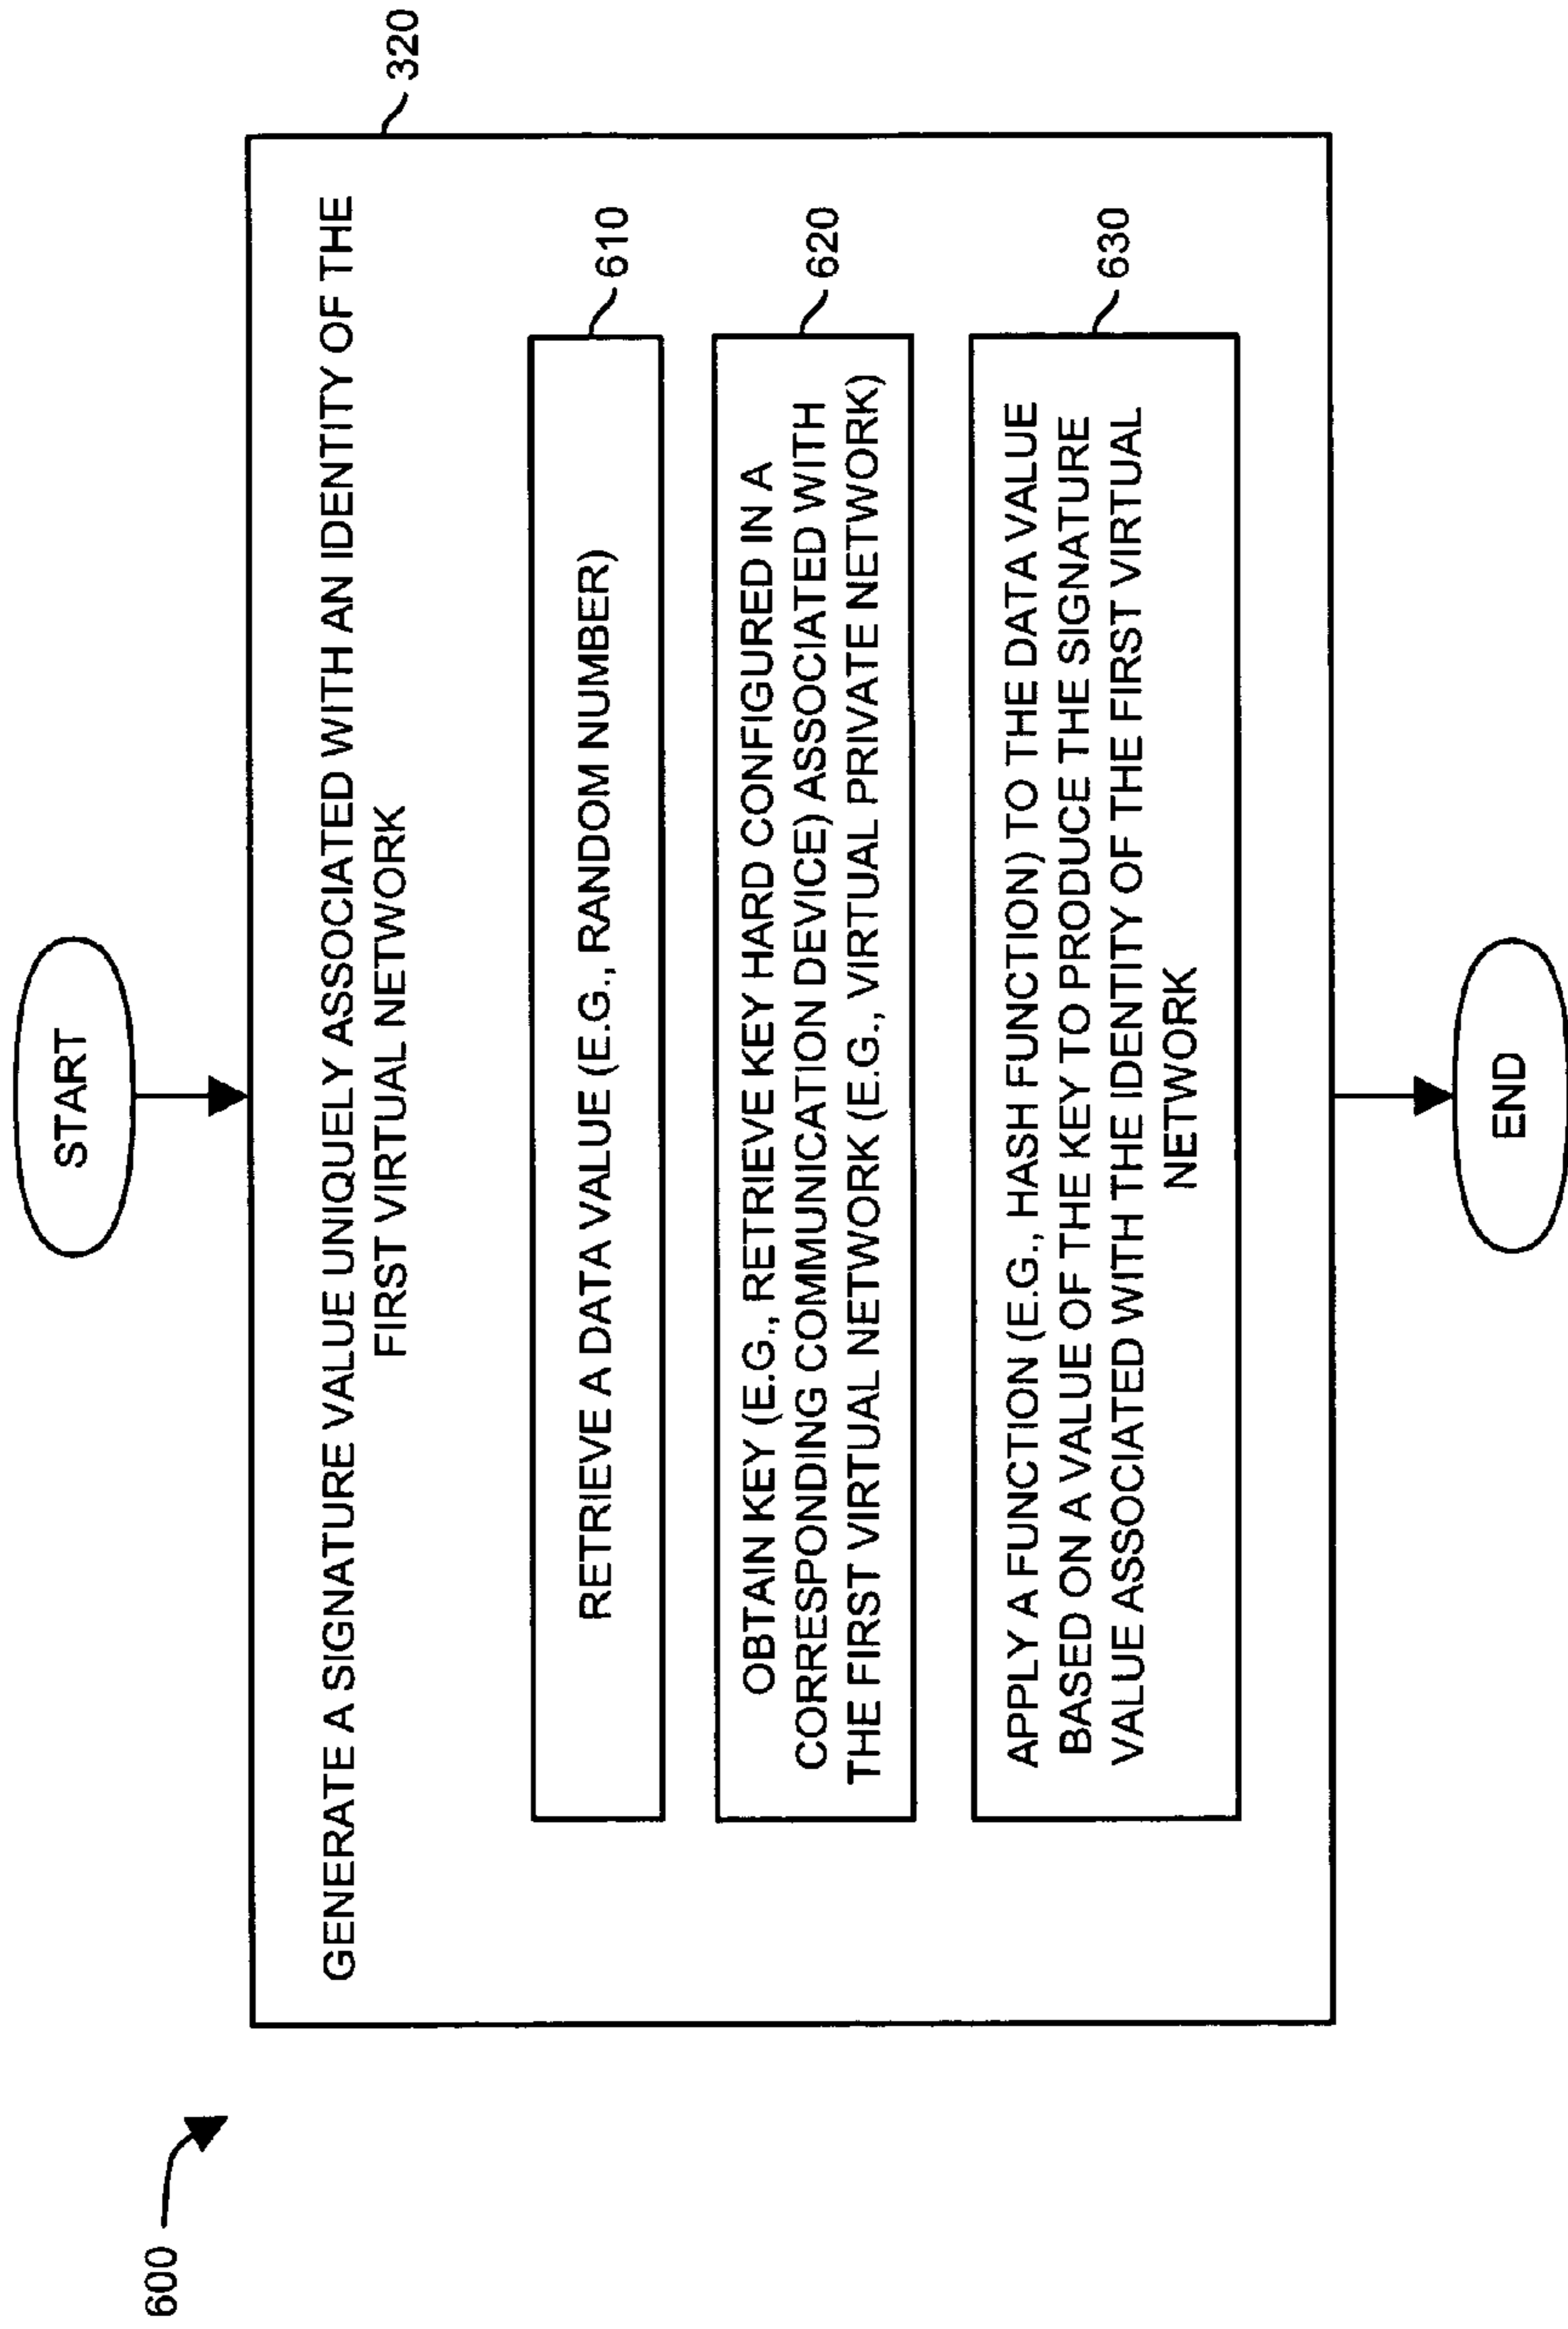 600
START
320
GENERATE A SIGNATURE VALUE UNIQUELY ASSOCIATED WITH AN IDENTITY OF THE
FIRST VIRTUAL NETWORK
610
RETRIEVE A DATA VALUE (E.G., RANDOM NUMBER)
620
OBTAIN KEY (E.G., RETRIEVE KEY HARD CONFIGURED IN A
CORRESPONDING COMMUNICATION DEVICE) ASSOCIATED WITH
THE FIRST VIRTUAL NETWORK (E.G., VIRTUAL PRIVATE NETWORK)
630
APPLY A FUNCTION (E.G., HASH FUNCTION) TO THE DATA VALUE
BASED ON A VALUE OF THE KEY TO PRODUCE THE SIGNATURE
VALUE ASSOCIATED WITH THE IDENTITY OF THE FIRST VIRTUAL
NETWORK
END